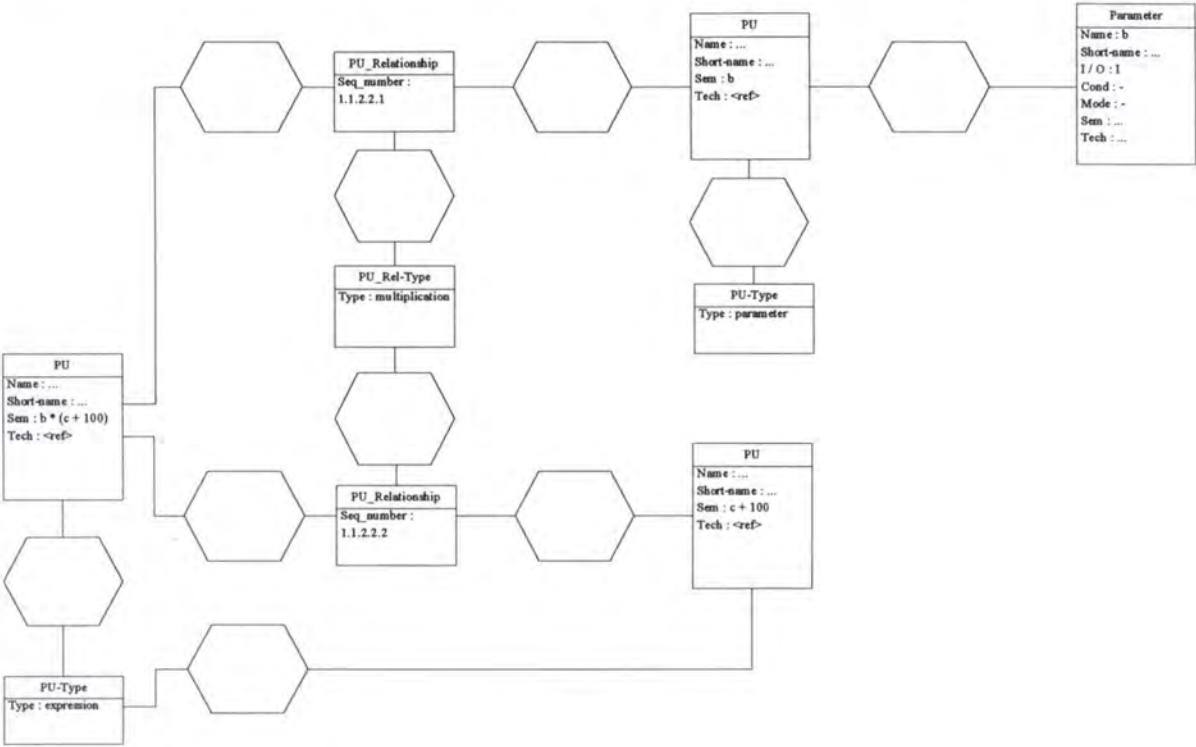 PU_Relationship
Seq_number :
1.1.2.2.1
PU
Name : ...
Short-name : ...
Sem : b
Tech : <ref>
Parameter
Name : b
Short-name : ...
I / O : I
Cond : -
Mode : -
Sem : ...
Tech : ...
PU_Rel-Type
Type : multiplication
PU-Type
Type : parameter
PU
Name : ...
Short-name : ...
Sem : b * (c + 100)
Tech : <ref>
PU_Relationship
Seq_number :
1.1.2.2.2
PU
Name : ...
Short-name : ...
Sem : c + 100
Tech : <ref>
PU-Type
Type : expression